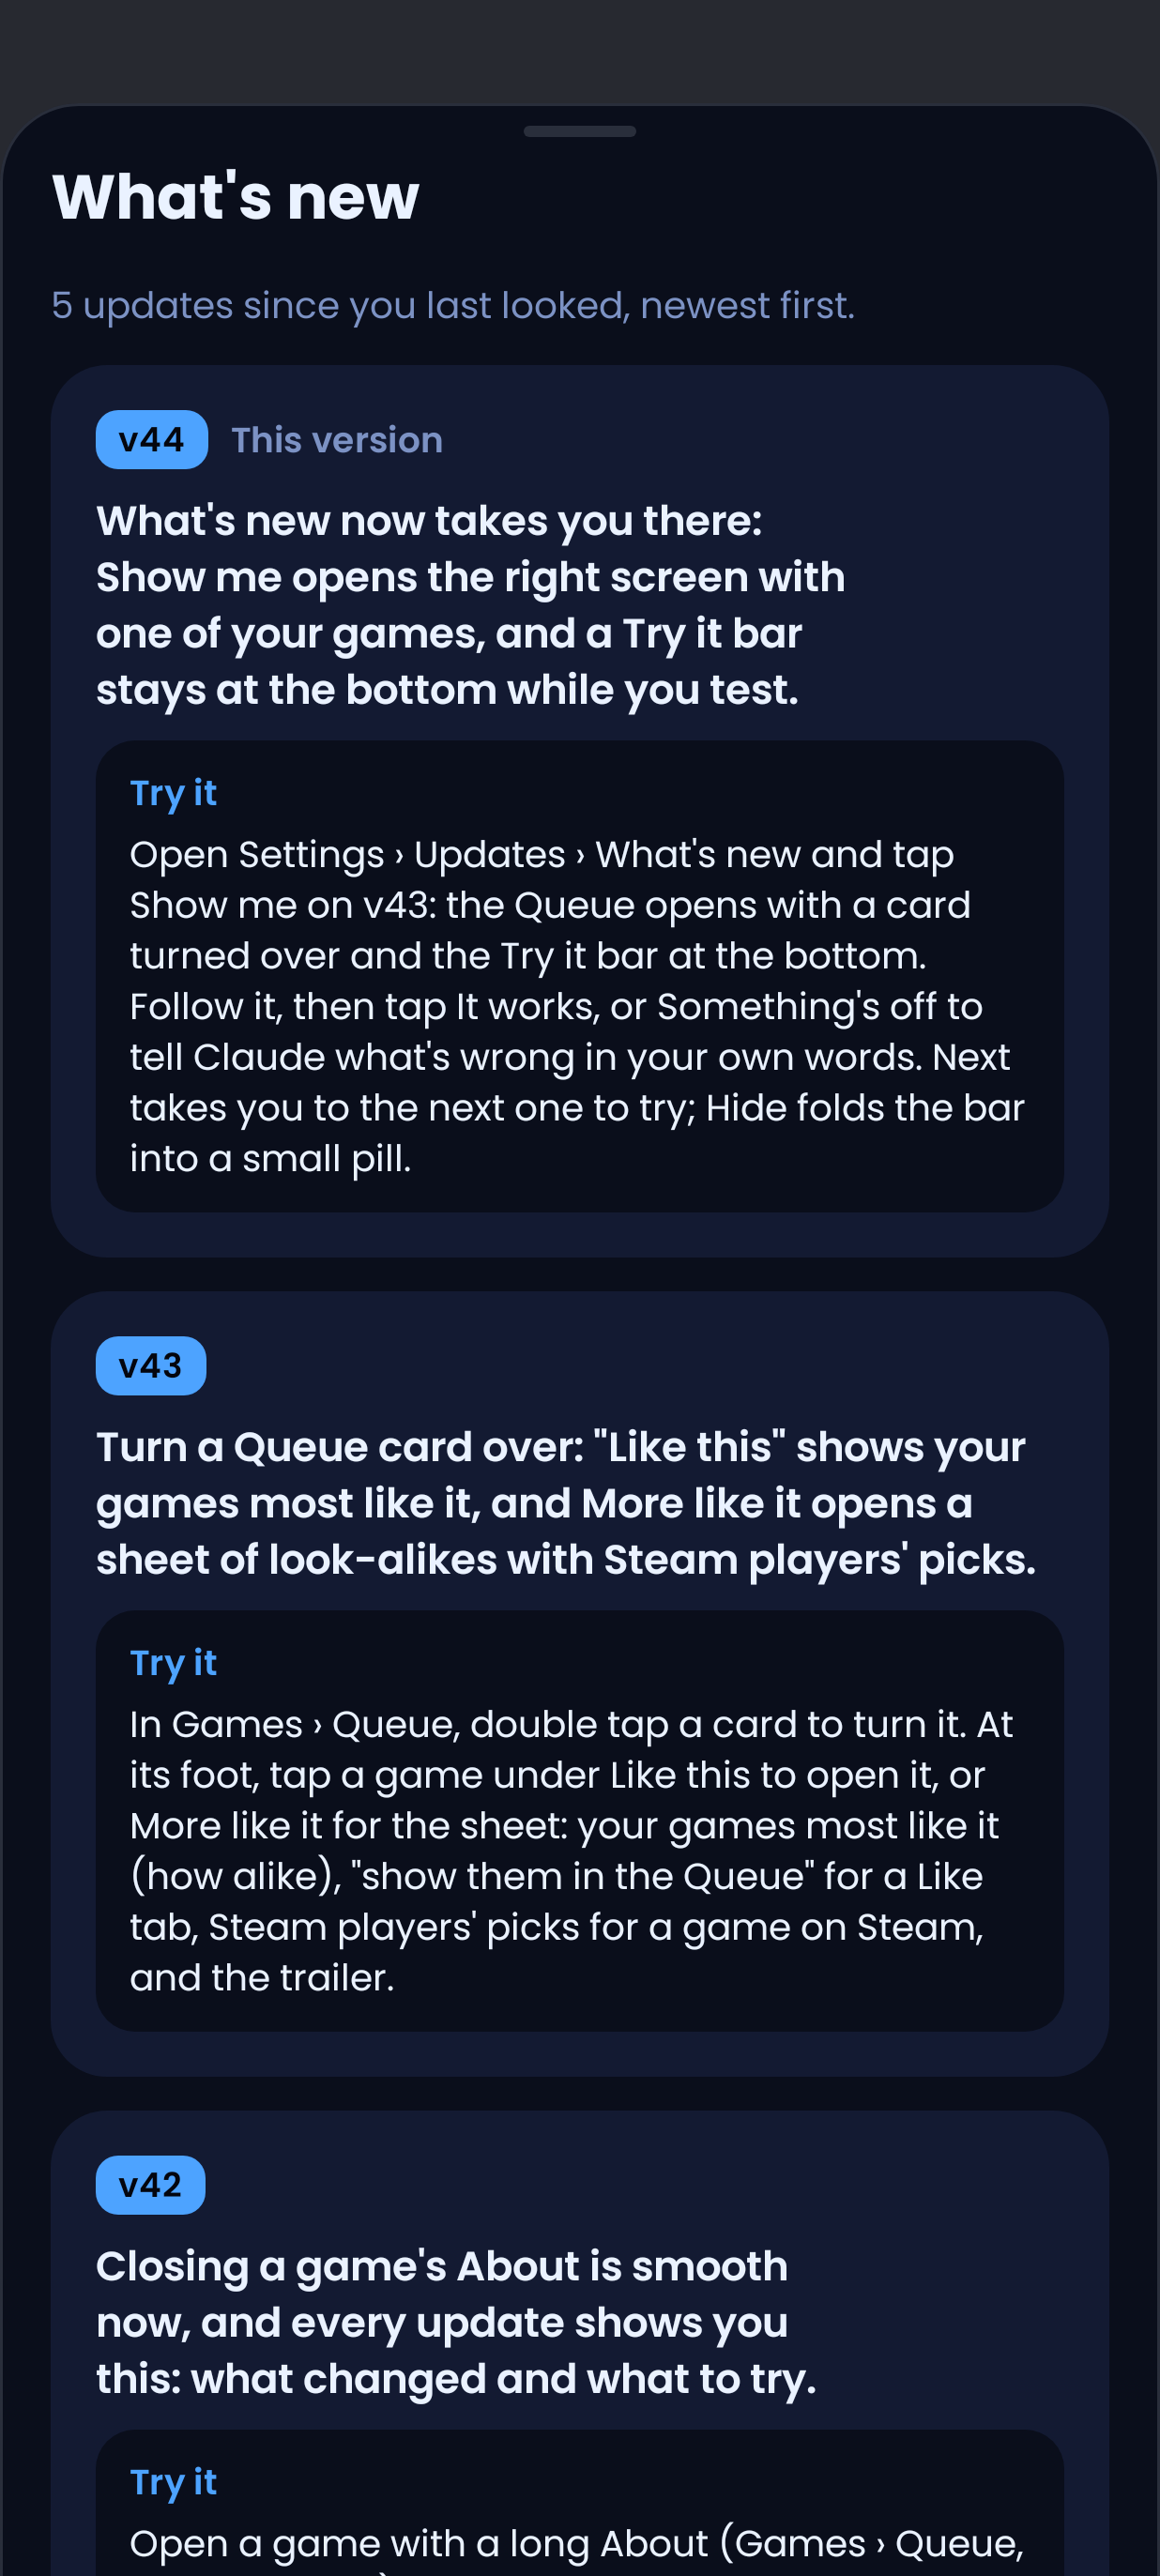 What's new
5 updates since you last looked, newest first.
v44 This version
What's new now takes you there:
Show me opens the right screen with
one of your games, and a Try it bar
stays at the bottom while you test.
Try it
Open Settings › Updates › What's new and tap
Show me on v43: the Queue opens with a card
turned over and the Try it bar at the bottom.
Follow it, then tap It works, or Something's off to
tell Claude what's wrong in your own words. Next
takes you to the next one to try; Hide folds the bar
into a small pill.
v43
Turn a Queue card over: "Like this" shows your
games most like it, and More like it opens a
sheet of look-alikes with Steam players' picks.
Try it
In Games › Queue, double tap a card to turn it. At
its foot, tap a game under Like this to open it, or
More like it for the sheet: your games most like it
(how alike), "show them in the Queue" for a Like
tab, Steam players' picks for a game on Steam,
and the trailer.
v42
Closing a game's About is smooth
now, and every update shows you
this: what changed and what to try.
Try it
Open a game with a long About (Games › Queue,